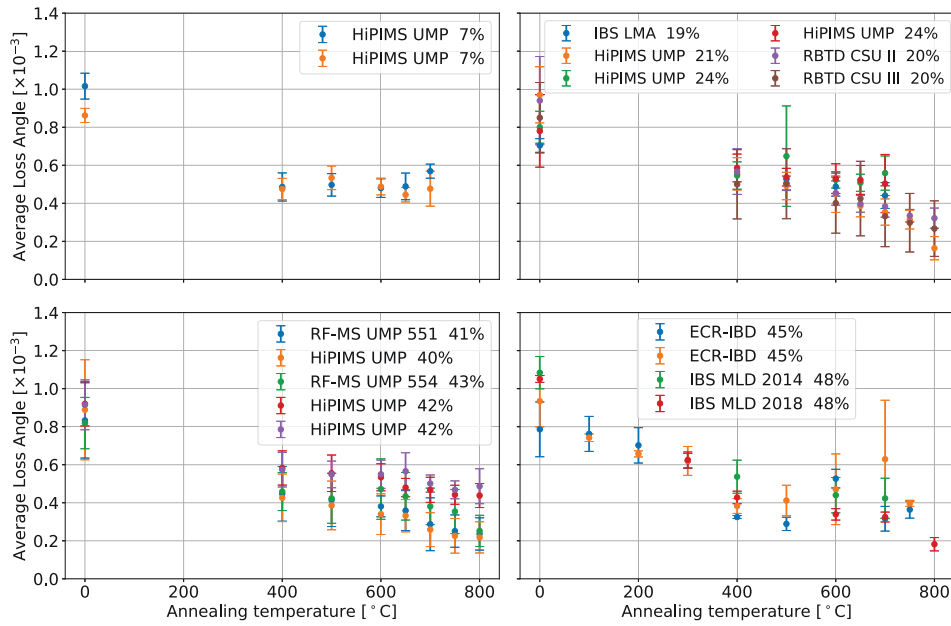 1.4
1.2
1.0
0.8
0.6
0.4
0.2
0.0
Average Loss Angle [×10⁻³]
HiPIMS UMP 7%
HiPIMS UMP 7%
IBS LMA 19%
HiPIMS UMP 21%
HiPIMS UMP 24%
HiPIMS UMP 24%
RBTD CSU II 20%
RBTD CSU III 20%
1.4
1.2
1.0
0.8
0.6
0.4
0.2
0.0
Average Loss Angle [×10⁻³]
RF-MS UMP 551 41%
HiPIMS UMP 40%
RF-MS UMP 554 43%
HiPIMS UMP 42%
HiPIMS UMP 42%
0 200 400 600 800
Annealing temperature [°C]
ECR-IBD 45%
ECR-IBD 45%
IBS MLD 2014 48%
IBS MLD 2018 48%
0 200 400 600 800
Annealing temperature [°C]